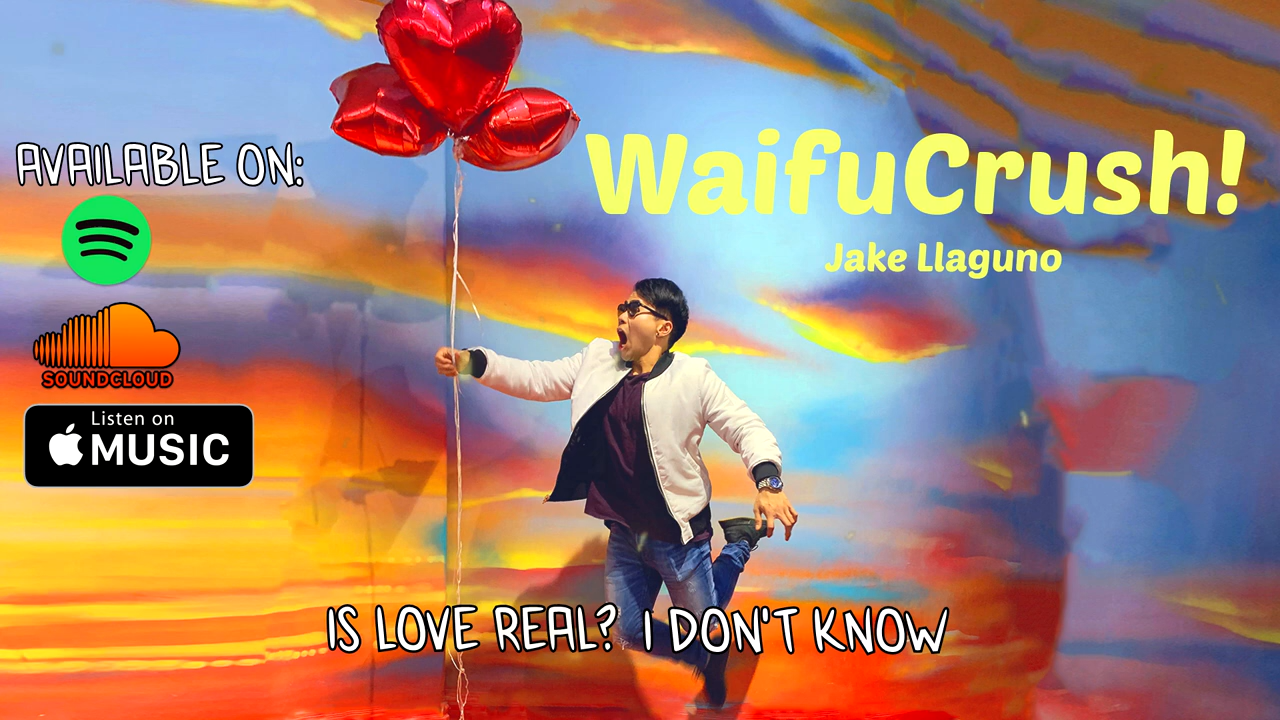 WaifuCrush!
Jake Llaguno
AVAILABLE ON:
SOUNDCLOUD
Listen on
MUSIC
IS LOVE REAL? I DON'T KNOW